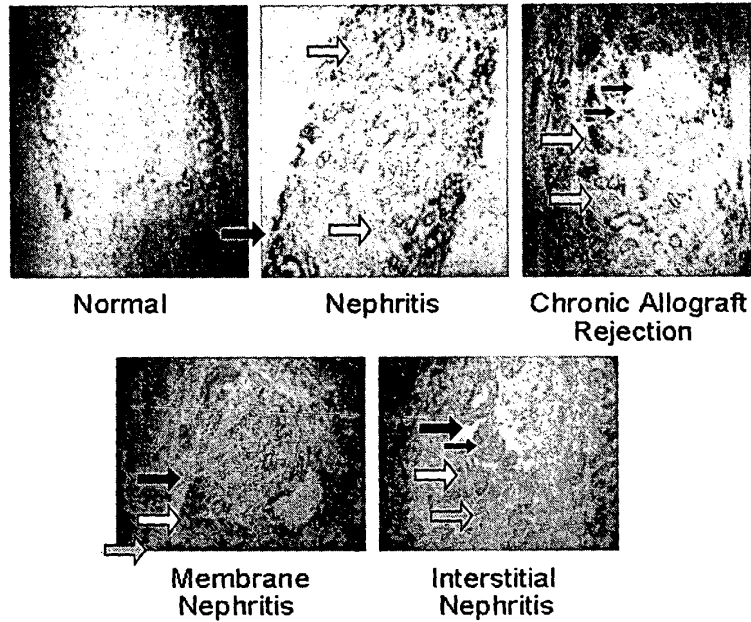 Normal
Nephritis
Chronic Allograft
Rejection
Membrane
Nephritis
Interstitial
Nephritis